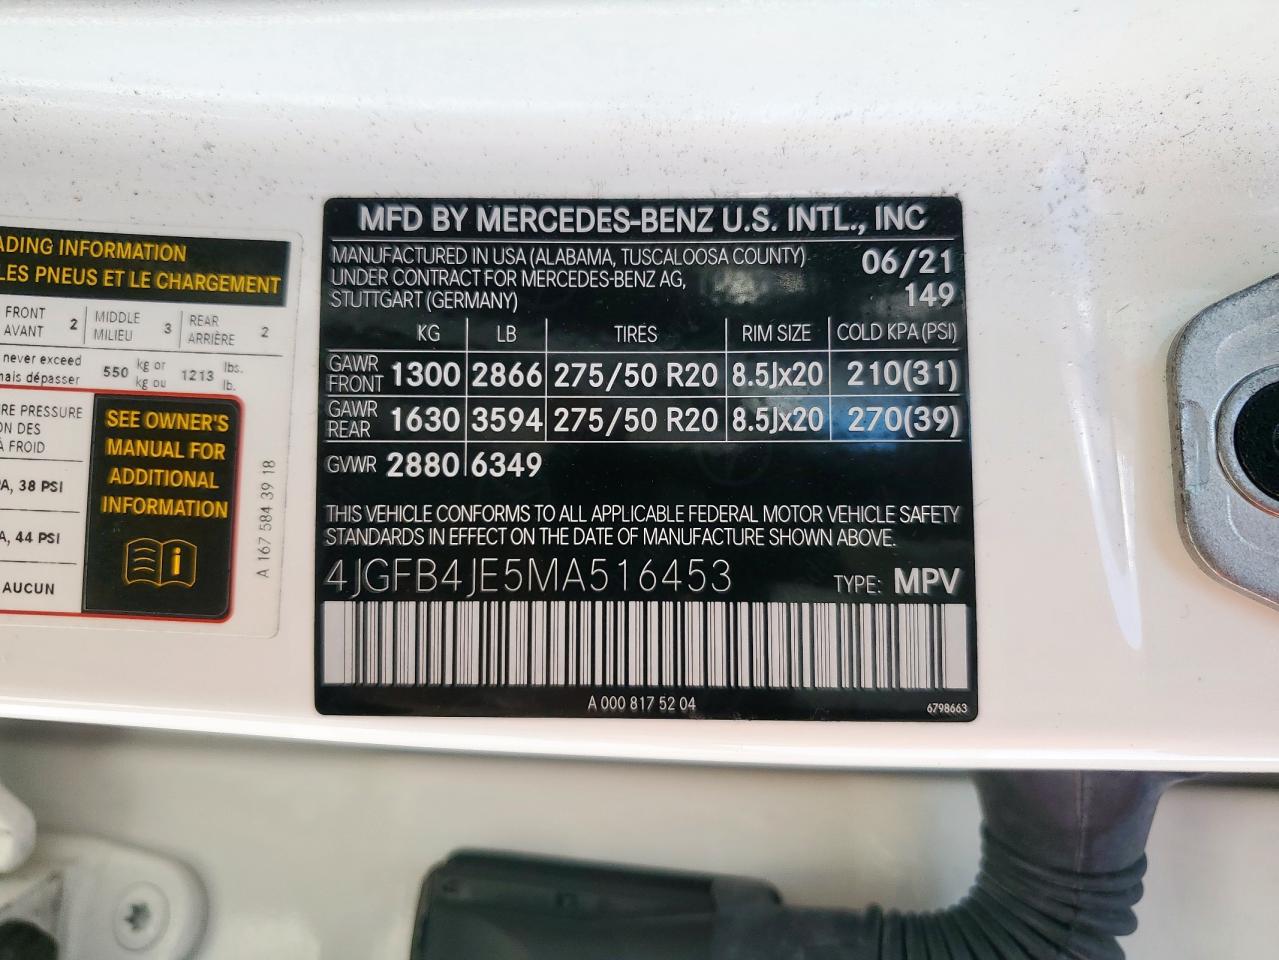 ADING INFORMATION
LES PNEUS ET LE CHARGEMENT
FRONT AVANT 2 MIDDLE MILIEU 3 REAR ARRIÈRE 2
never exceed
mais dépasser 550 kg or kg ou 1213 lbs. lb.
RE PRESSURE
ON DES
À FROID
PA, 38 PSI
A, 44 PSI
AUCUN
SEE OWNER'S
MANUAL FOR
ADDITIONAL
INFORMATION
i
A 167 584 39 18
MFD BY MERCEDES-BENZ U.S. INTL., INC
MANUFACTURED IN USA (ALABAMA, TUSCALOOSA COUNTY) 06/21
UNDER CONTRACT FOR MERCEDES-BENZ AG,
STUTTGART (GERMANY) 149
KG LB TIRES RIM SIZE COLD KPA (PSI)
GAWR FRONT 1300 2866 275/50 R20 8.5Jx20 210(31)
GAWR REAR 1630 3594 275/50 R20 8.5Jx20 270(39)
GVWR 2880 6349
THIS VEHICLE CONFORMS TO ALL APPLICABLE FEDERAL MOTOR VEHICLE SAFETY
STANDARDS IN EFFECT ON THE DATE OF MANUFACTURE SHOWN ABOVE.
4JGFB4JE5MA516453 TYPE: MPV
A 000 817 52 04
6798663